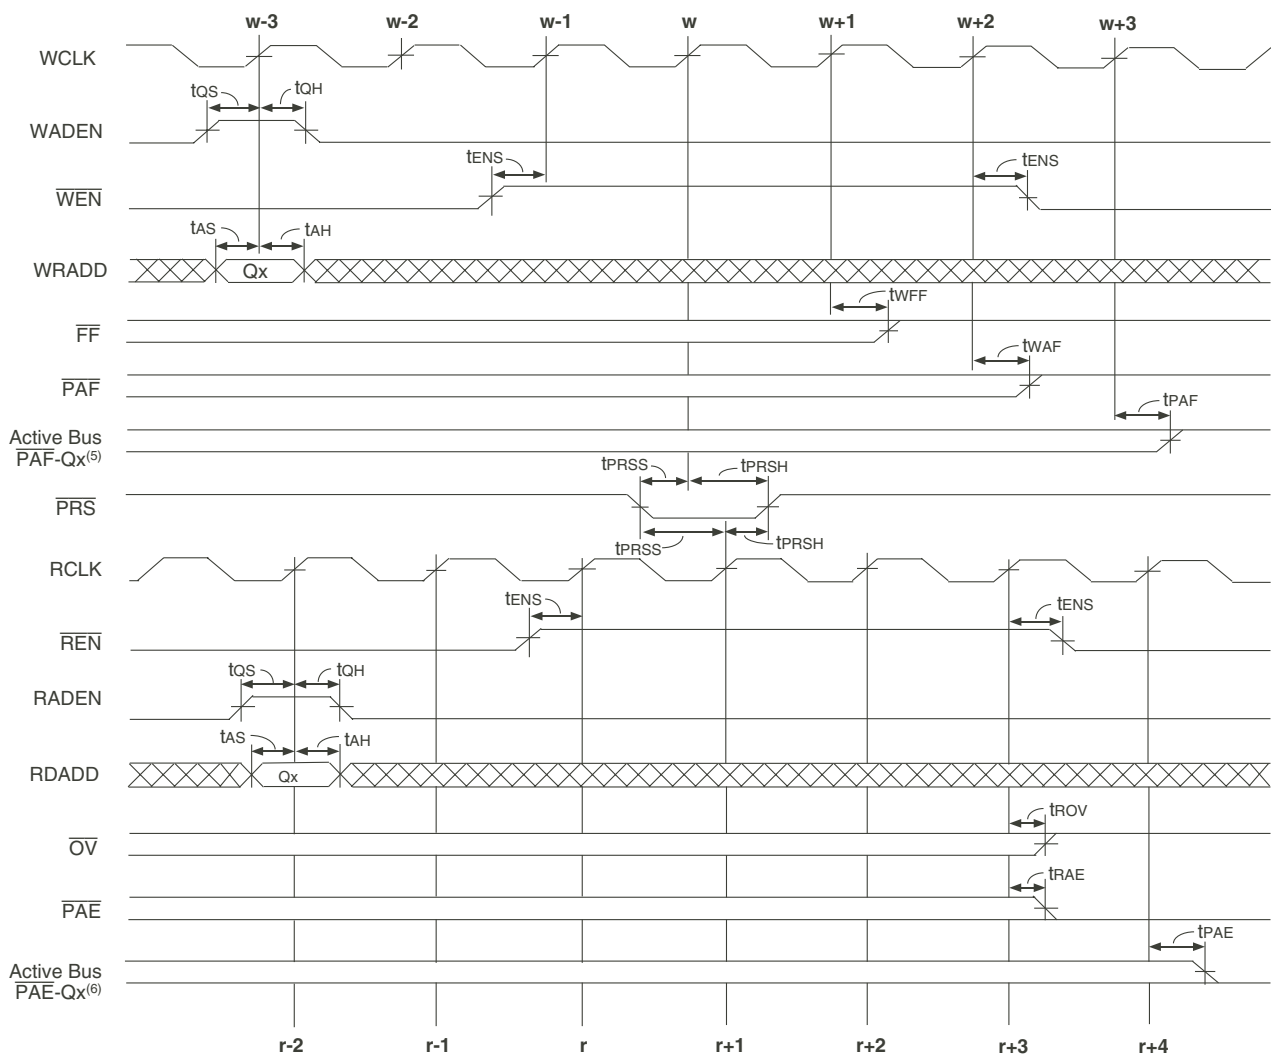 w-3 w-2 w-1 w w+1 w+2 w+3
WCLK
tQS tQH
WADEN
tENS tENS
WEN
tAS tAH
WRADD Qx
tWFF
FF
tWAF
PAF
tPAF
Active Bus
PAF-Qx(5)
tPRSS tPRSH
PRS
tPRSS tPRSH
RCLK
tENS tENS
REN
tQS tQH
RADEN
tAS tAH
RDADD Qx
tROV
OV
tRAE
PAE
tPAE
Active Bus
PAE-Qx(6)
r-2 r-1 r r+1 r+2 r+3 r+4